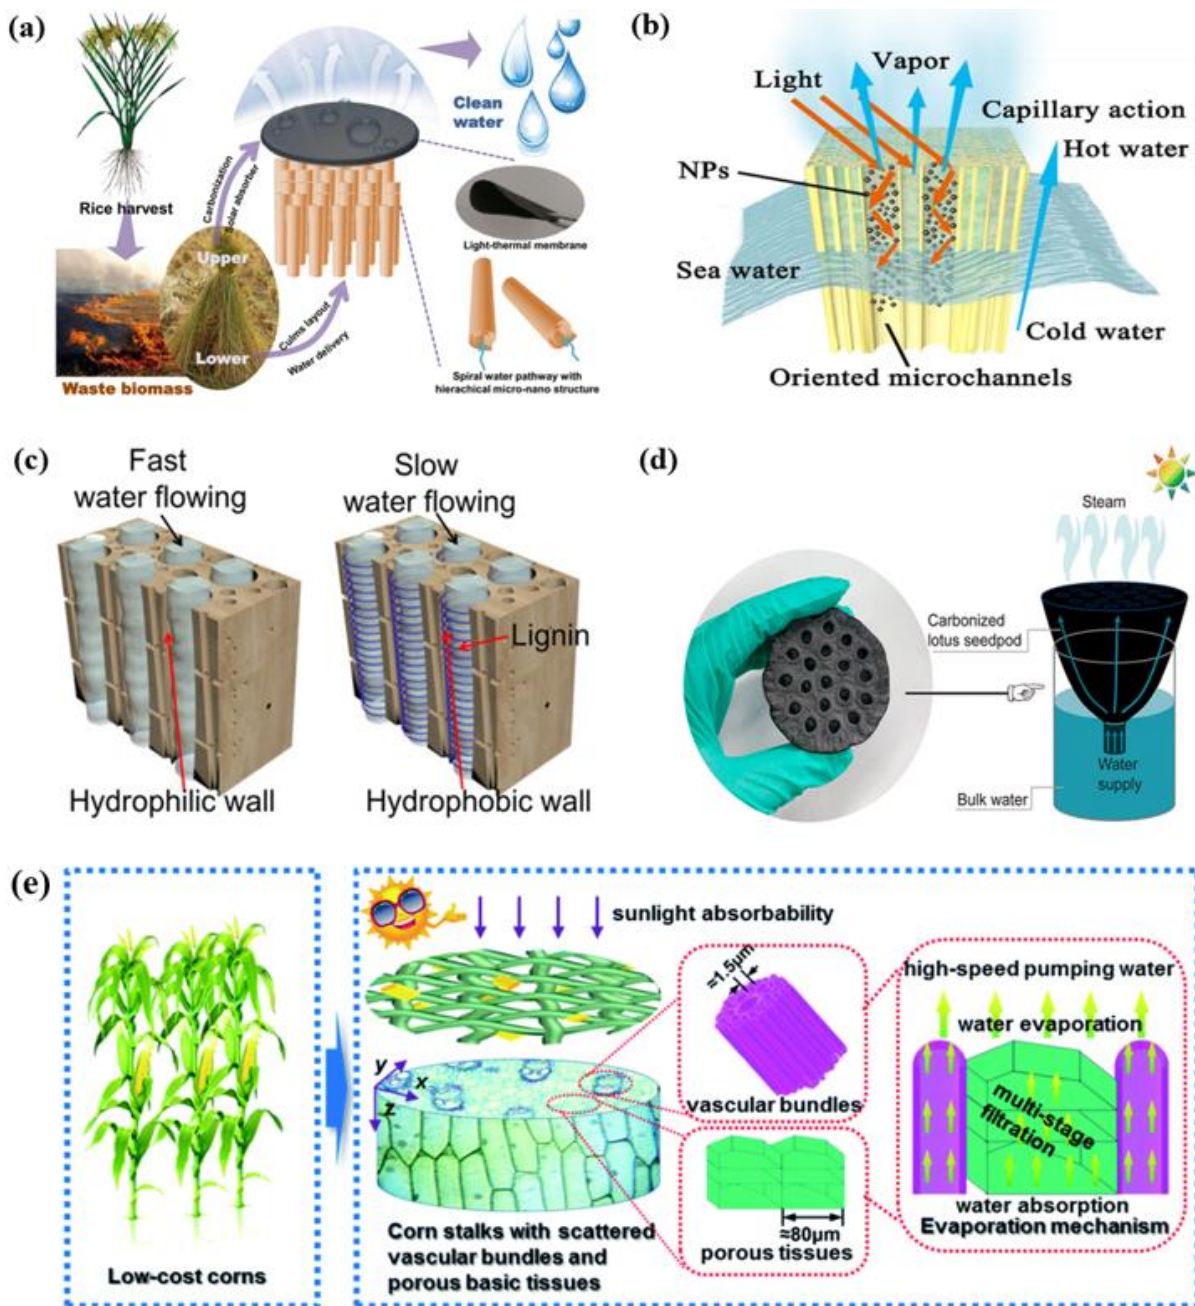 (a)
Rice harvest
Carbonization
Solar absorber
Upper
Lower
Waste biomass
Culms layout
Water delivery
Clean
water
Light-thermal membrane
Spiral water pathway with
hierachical micro-nano structure
(b)
Light
Vapor
Capillary action
Hot water
NPs
Sea water
Cold water
Oriented microchannels
(c)
Fast
water flowing
Slow
water flowing
Lignin
Hydrophilic wall
Hydrophobic wall
(d)
Steam
Carbonized
lotus seedpod
Water
supply
Bulk water
(e)
Low-cost corns
sunlight absorbability
y
x
z
Corn stalks with scattered
vascular bundles and
porous basic tissues
≈1.5μm
vascular bundles
≈80μm
porous tissues
high-speed pumping water
water evaporation
multi-stage
filtration
water absorption
Evaporation mechanism